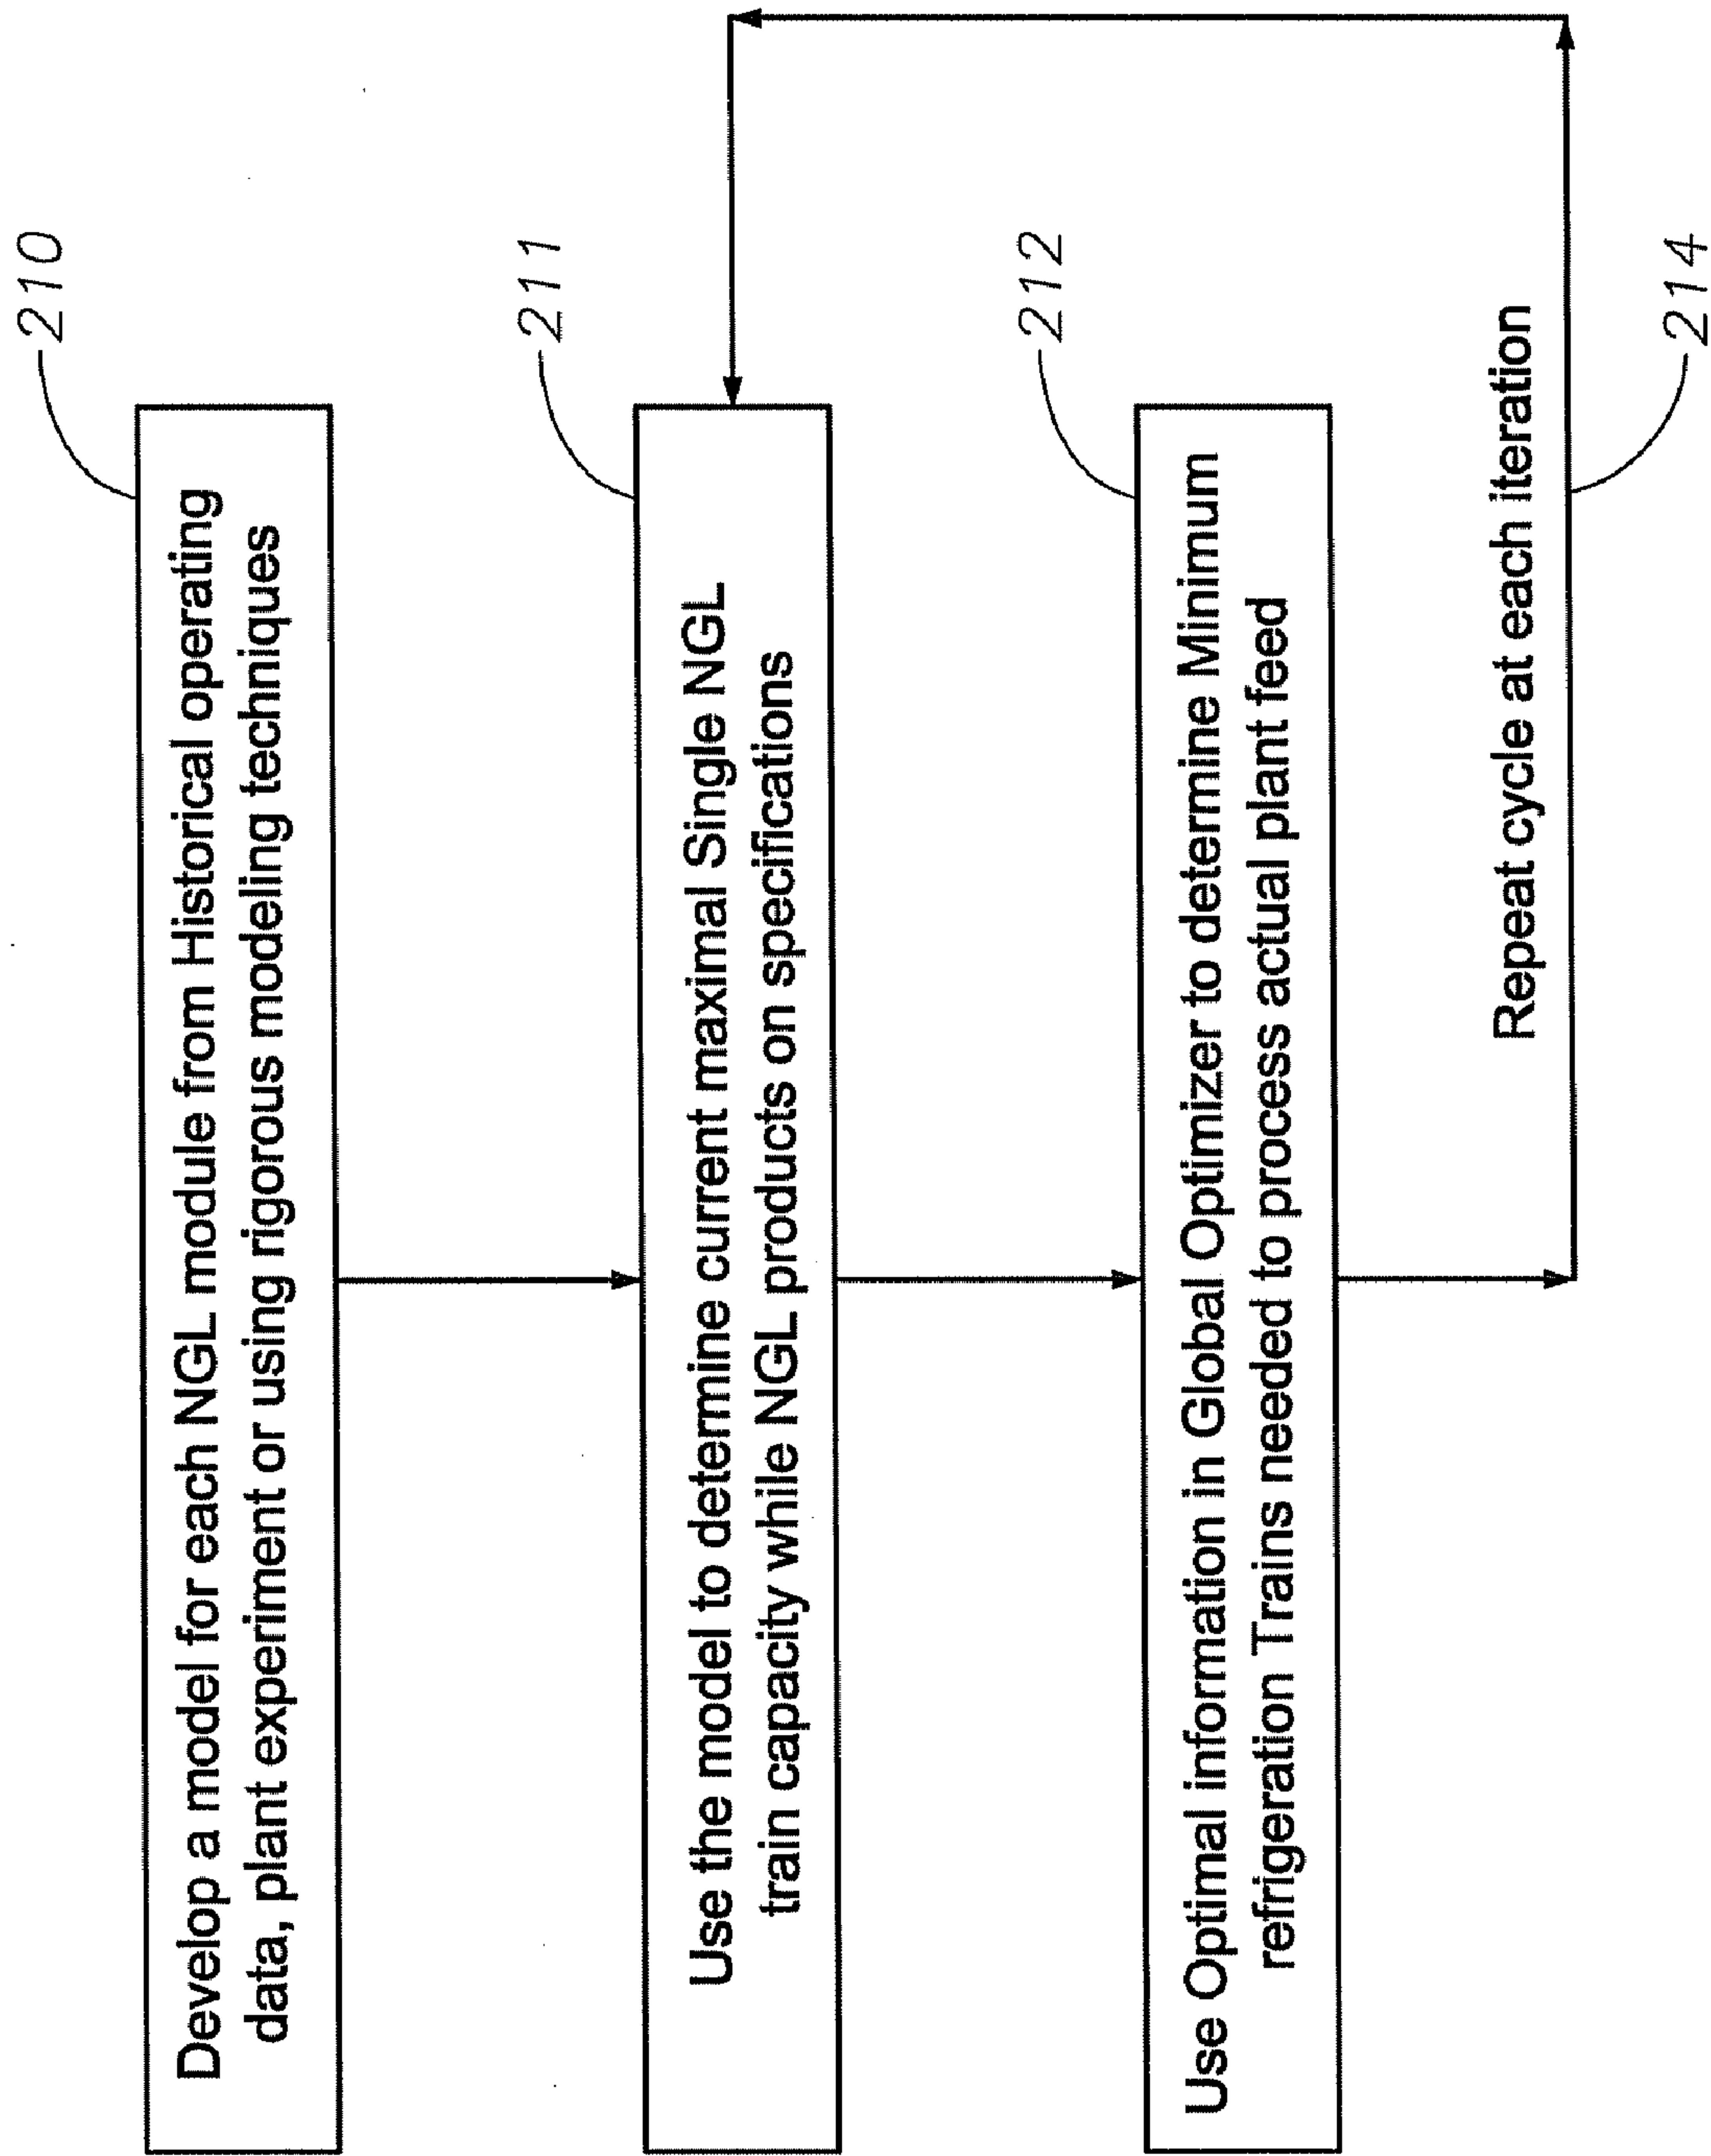 210
Develop a model for each NGL module from Historical operating
data, plant experiment or using rigorous modeling techniques
211
Use the model to determine current maximal Single NGL
train capacity while NGL products on specifications
212
Use Optimal information in Global Optimizer to determine Minimum
refrigeration Trains needed to process actual plant feed
Repeat cycle at each iteration
214